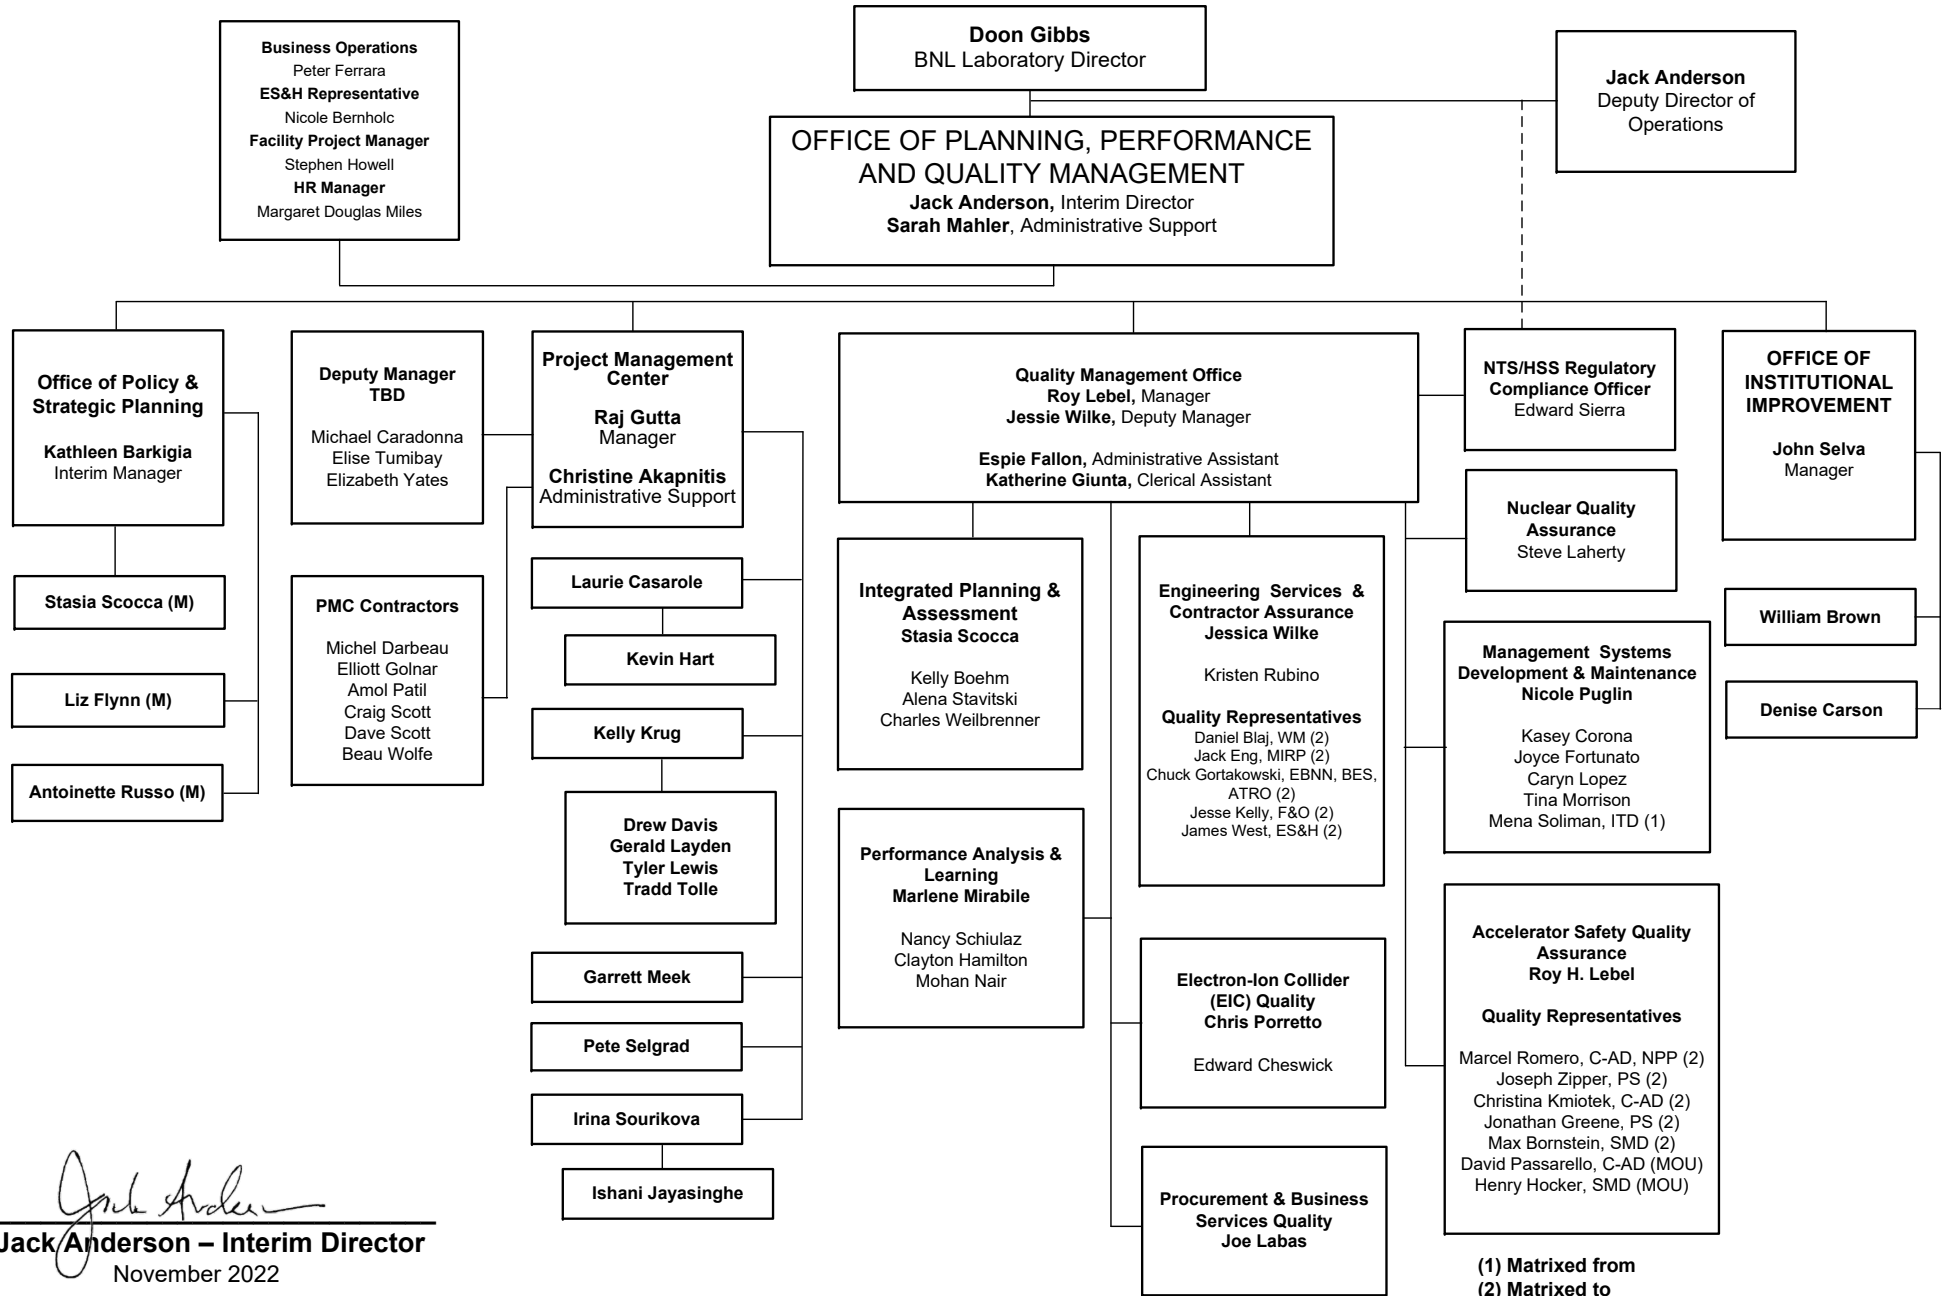 Business Operations
Peter Ferrara
ES&H Representative
Nicole Bernholc
Facility Project Manager
Stephen Howell
HR Manager
Margaret Douglas Miles
Doon Gibbs
BNL Laboratory Director
Jack Anderson
Deputy Director of
Operations
OFFICE OF PLANNING, PERFORMANCE
AND QUALITY MANAGEMENT
Jack Anderson, Interim Director
Sarah Mahler, Administrative Support
Office of Policy &
Strategic Planning
Kathleen Barkigia
Interim Manager
Stasia Scocca (M)
Liz Flynn (M)
Antoinette Russo (M)
Deputy Manager
TBD
Michael Caradonna
Elise Tumibay
Elizabeth Yates
PMC Contractors
Michel Darbeau
Elliott Golnar
Amol Patil
Craig Scott
Dave Scott
Beau Wolfe
Project Management
Center
Raj Gutta
Manager
Christine Akapnitis
Administrative Support
Laurie Casarole
Kevin Hart
Kelly Krug
Drew Davis
Gerald Layden
Tyler Lewis
Tradd Tolle
Garrett Meek
Pete Selgrad
Irina Sourikova
Ishani Jayasinghe
Quality Management Office
Roy Lebel, Manager
Jessie Wilke, Deputy Manager
Espie Fallon, Administrative Assistant
Katherine Giunta, Clerical Assistant
Integrated Planning &
Assessment
Stasia Scocca
Kelly Boehm
Alena Stavitski
Charles Weilbrenner
Performance Analysis &
Learning
Marlene Mirabile
Nancy Schiulaz
Clayton Hamilton
Mohan Nair
Engineering Services &
Contractor Assurance
Jessica Wilke
Kristen Rubino
Quality Representatives
Daniel Blaj, WM (2)
Jack Eng, MIRP (2)
Chuck Gortakowski, EBNN, BES,
ATRO (2)
Jesse Kelly, F&O (2)
James West, ES&H (2)
Electron-Ion Collider
(EIC) Quality
Chris Porretto
Edward Cheswick
Procurement & Business
Services Quality
Joe Labas
NTS/HSS Regulatory
Compliance Officer
Edward Sierra
Nuclear Quality
Assurance
Steve Laherty
Management Systems
Development & Maintenance
Nicole Puglin
Kasey Corona
Joyce Fortunato
Caryn Lopez
Tina Morrison
Mena Soliman, ITD (1)
Accelerator Safety Quality
Assurance
Roy H. Lebel
Quality Representatives
Marcel Romero, C-AD, NPP (2)
Joseph Zipper, PS (2)
Christina Kmiotek, C-AD (2)
Jonathan Greene, PS (2)
Max Bornstein, SMD (2)
David Passarello, C-AD (MOU)
Henry Hocker, SMD (MOU)
OFFICE OF
INSTITUTIONAL
IMPROVEMENT
John Selva
Manager
William Brown
Denise Carson
Jack Anderson
Jack Anderson – Interim Director
November 2022
(1) Matrixed from
(2) Matrixed to